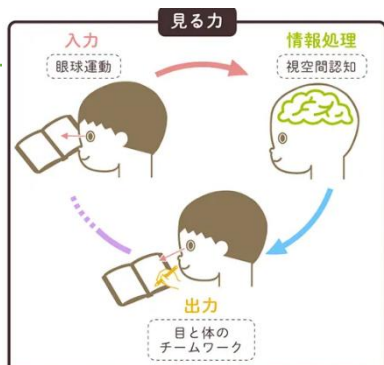 見る力
入力
眼球運動
情報処理
視空間認知
出力
目と体の
チームワーク